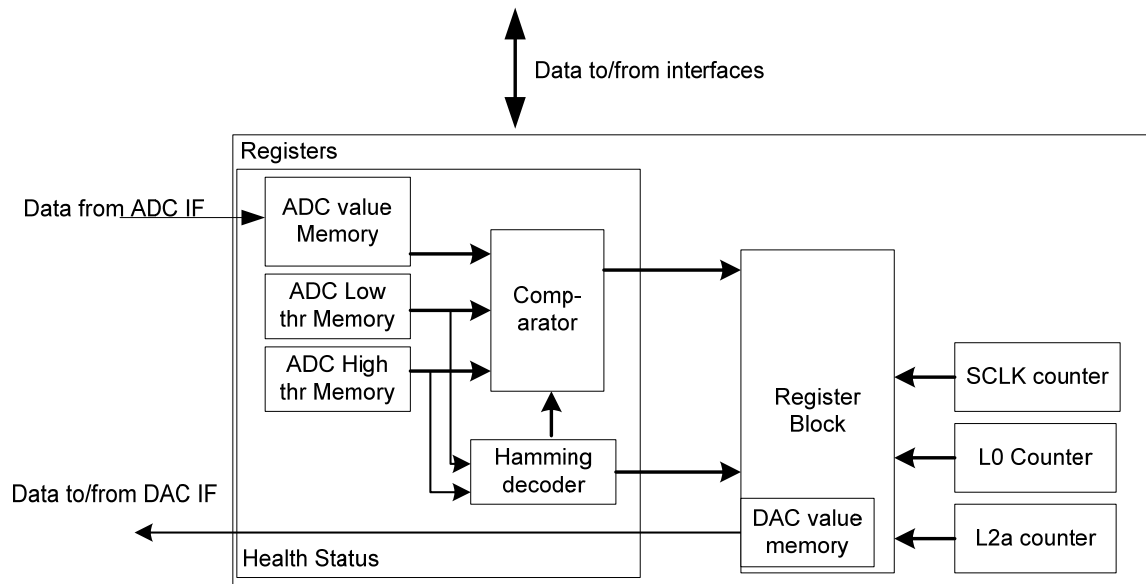 Data to/from interfaces
Registers
Data from ADC IF
ADC value
Memory
ADC Low
thr Memory
ADC High
thr Memory
Comp-
arator
Hamming
decoder
Register
Block
SCLK counter
L0 Counter
L2a counter
DAC value
memory
Data to/from DAC IF
Health Status